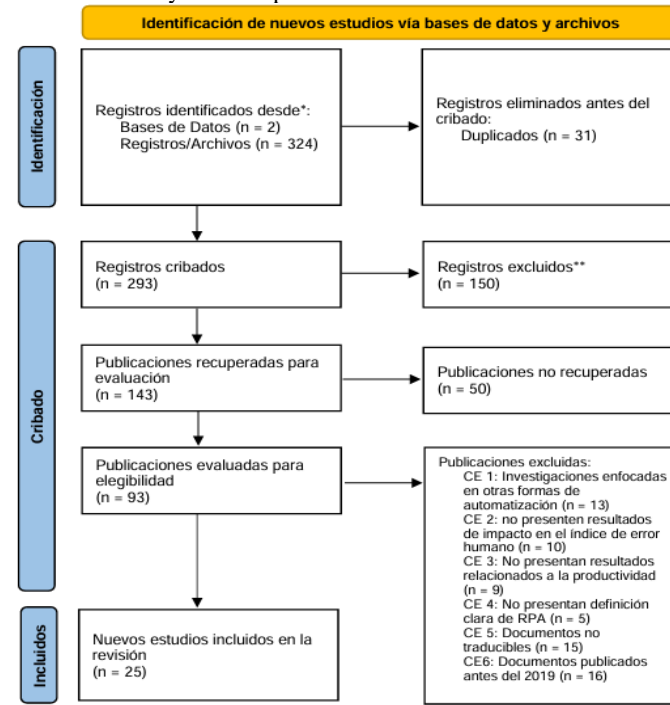 Identificación de nuevos estudios vía bases de datos y archivos
Identificación
Registros identificados desde*:
Bases de Datos (n = 2)
Registros/Archivos (n = 324)
Registros eliminados antes del
cribado:
Duplicados (n = 31)
Cribado
Registros cribados
(n = 293)
Registros excluidos**
(n = 150)
Publicaciones recuperadas para
evaluación
(n = 143)
Publicaciones no recuperadas
(n = 50)
Publicaciones evaluadas para
elegibilidad
(n = 93)
Publicaciones excluidas:
CE 1: Investigaciones enfocadas
en otras formas de
automatización (n = 13)
CE 2: no presenten resultados
de impacto en el índice de error
humano (n = 10)
CE 3: No presentan resultados
relacionados a la productividad
(n = 9)
CE 4: No presentan definición
clara de RPA (n = 5)
CE 5: Documentos no
traducibles (n = 15)
CE6: Documentos publicados
antes del 2019 (n = 16)
Incluidos
Nuevos estudios incluidos en la
revisión
(n = 25)